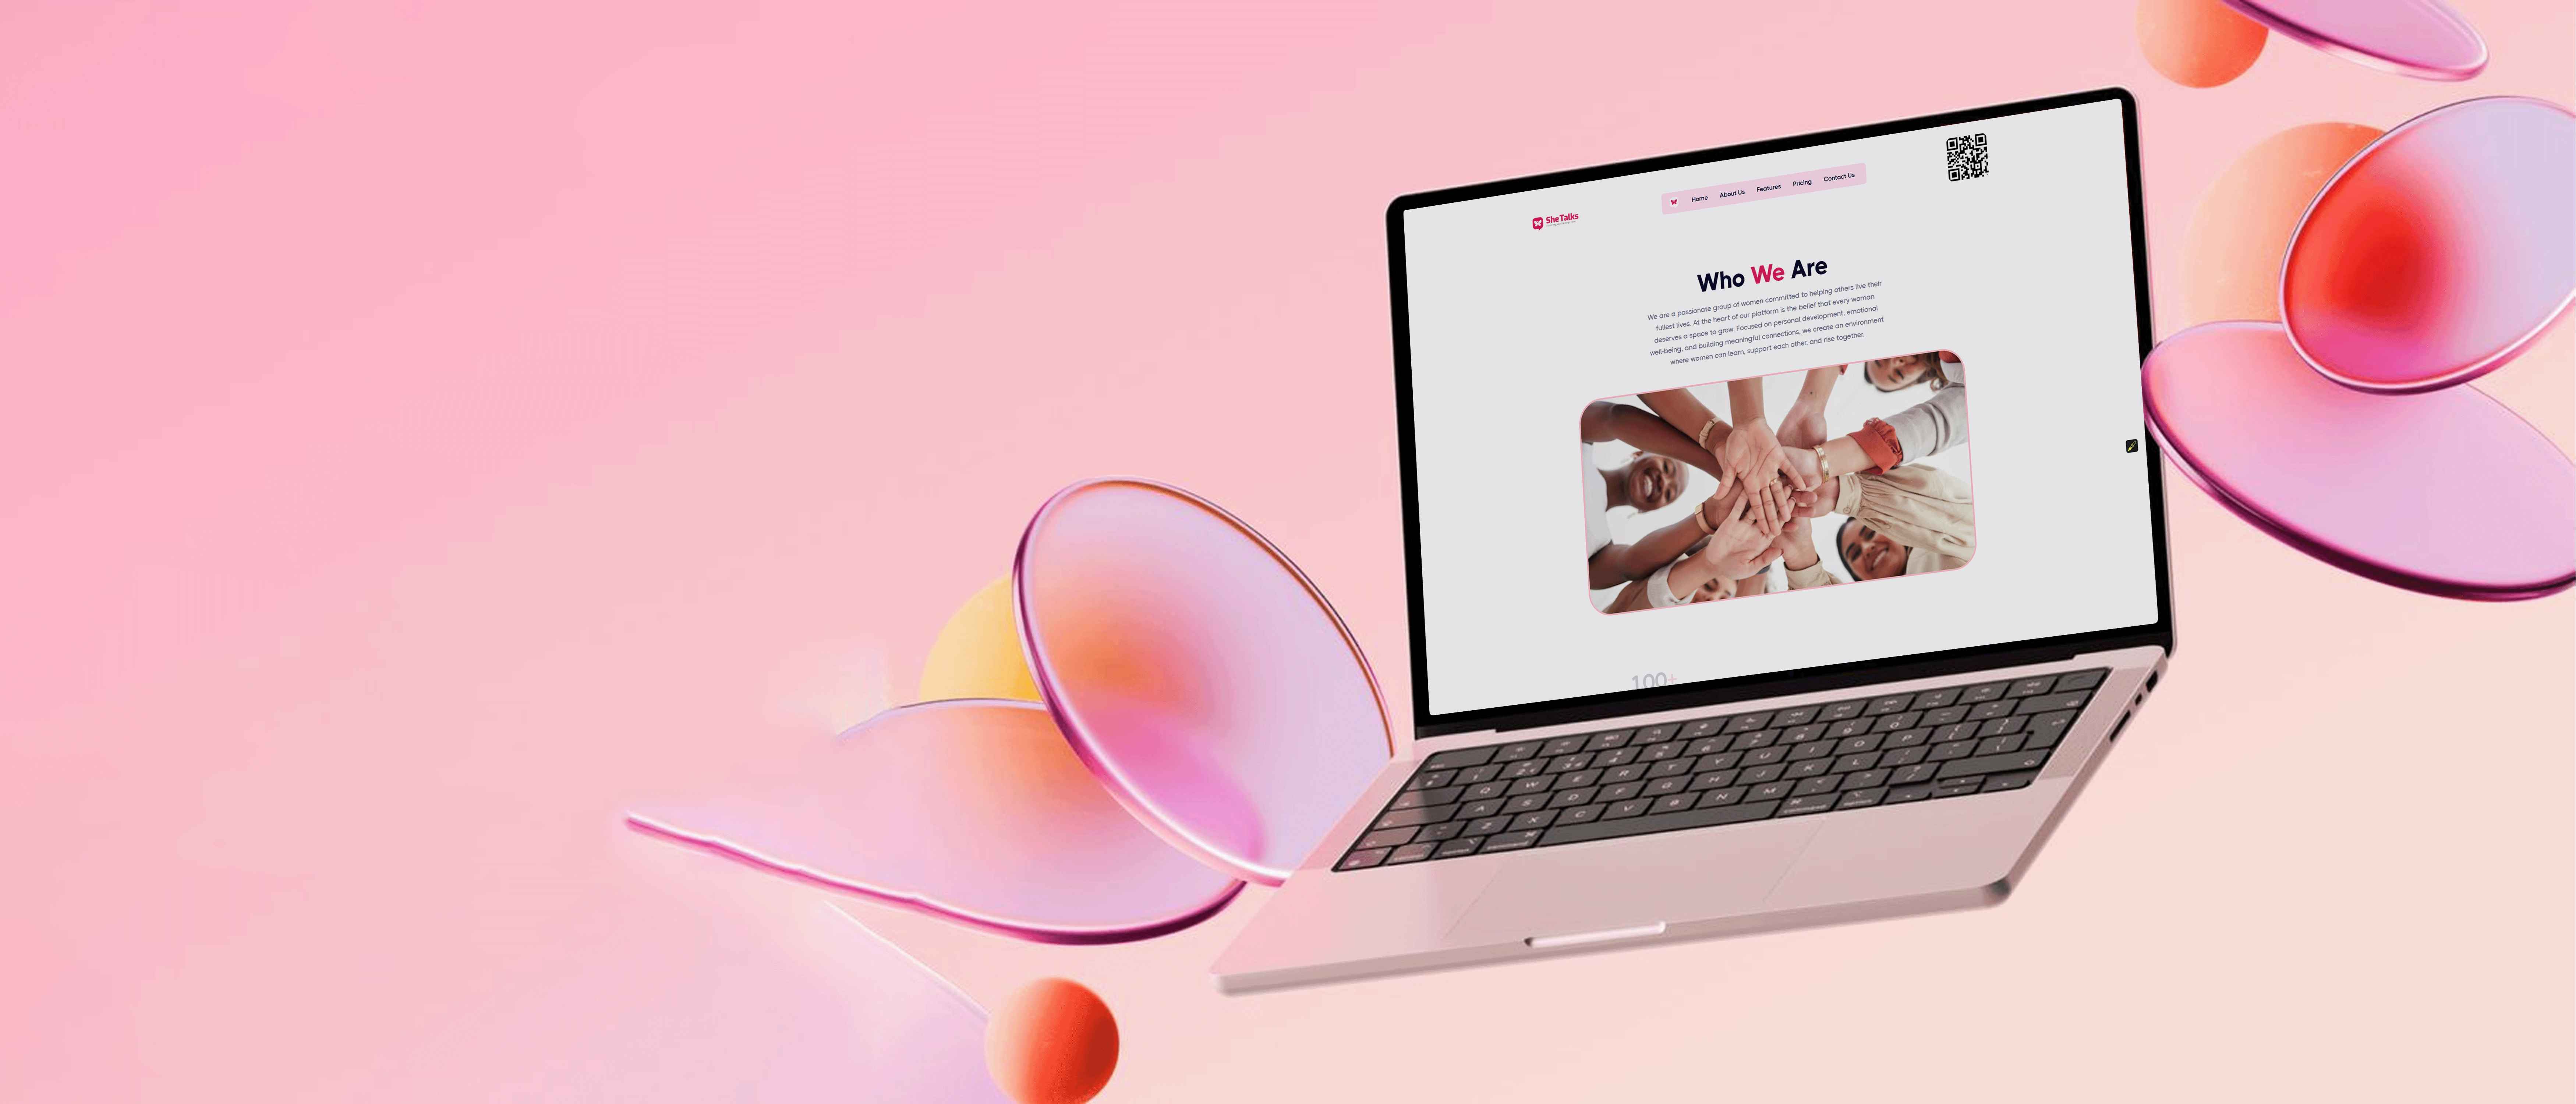 Home About Us Features Pricing Contact Us
She Talks
Who We Are
We are a passionate group of women committed to helping others live their
fullest lives. At the heart of our platform is the belief that every woman
deserves a space to grow. Focused on personal development, emotional
well-being, and building meaningful connections, we create an environment
where women can learn, support each other, and rise together.
100+
Q W E R T Y U I O P
A S D F G H J K L
Z X C V B N M